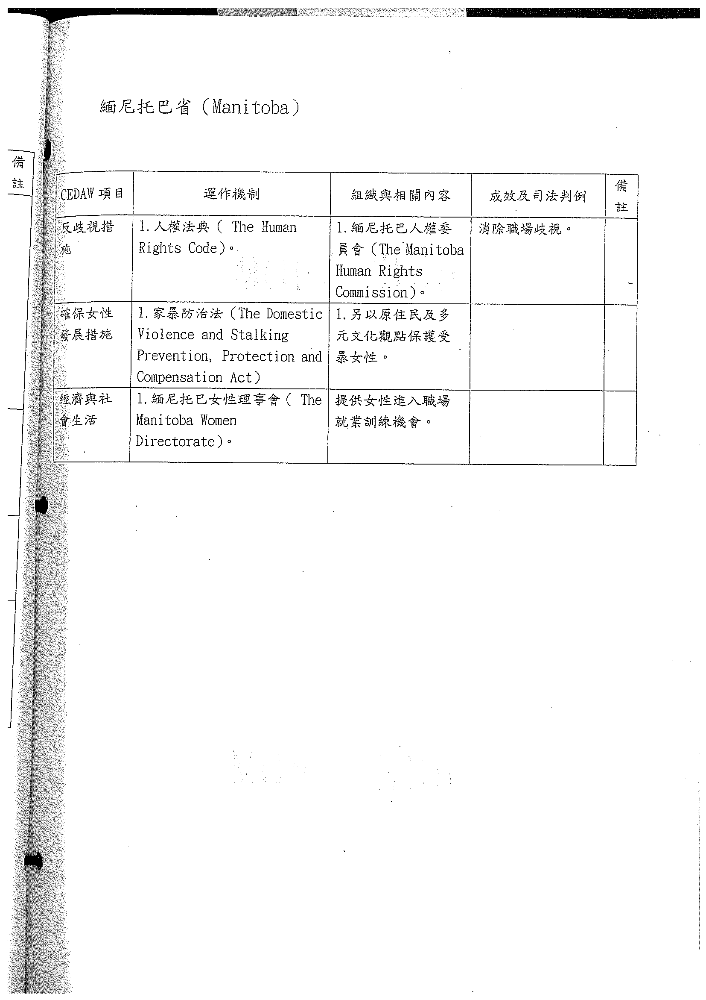 緬尼托巴省（Manitoba）
備
註
CEDAW 項目
運作機制
組織與相關內容
成效及司法判例
備
註
反歧視措
施
1.人權法典（ The Human
Rights Code）。
1.緬尼托巴人權委
員會（The Manitoba
Human Rights
Commission）。
消除職場歧視。
確保女性
發展措施
1.家暴防治法（The Domestic
Violence and Stalking
Prevention, Protection and
Compensation Act）
1.另以原住民及多
元文化觀點保護受
暴女性。
經濟與社
會生活
1.緬尼托巴女性理事會（ The
Manitoba Women
Directorate）。
提供女性進入職場
就業訓練機會。